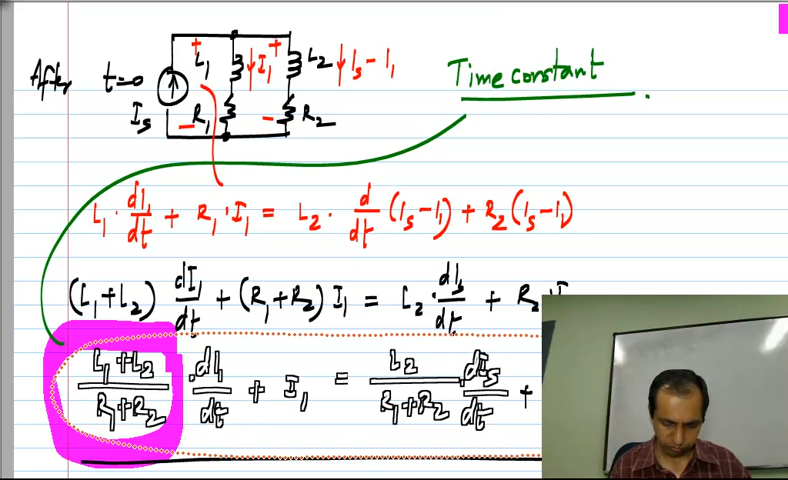 Time constant
After t=0
+ L₁ I₁ + L₂ Is − I₁
Is − R₁ − R₂
L₁ · dI₁/dt + R₁ · I₁ = L₂ · d/dt (Is − I₁) + R₂ (Is − I₁)
(L₁+L₂) dI₁/dt + (R₁+R₂) I₁ = L₂ · dIs/dt + R₂
(L₁+L₂)/(R₁+R₂) · dI₁/dt + I₁ = L₂/(R₁+R₂) · dIs/dt +